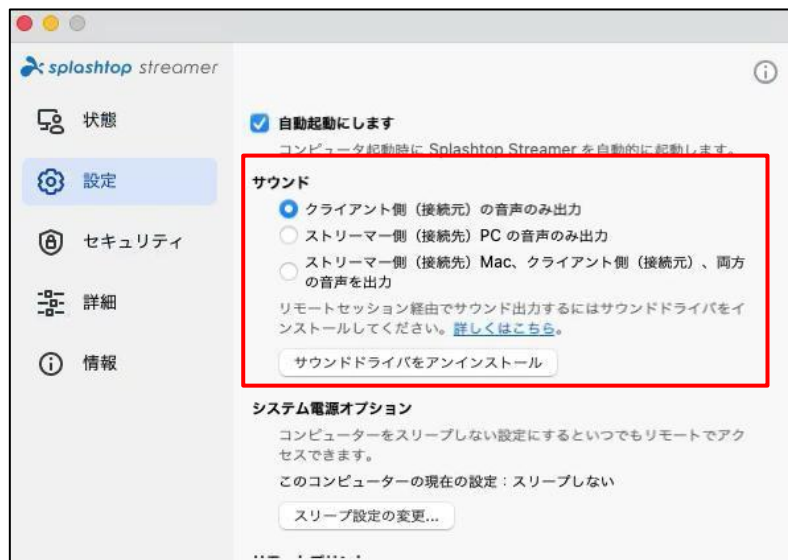 splashtop streamer
状態
設定
セキュリティ
詳細
情報
自動起動にします
コンピュータ起動時に Splashtop Streamer を自動的に起動します。
サウンド
クライアント側（接続元）の音声のみ出力
ストリーマー側（接続先）PC の音声のみ出力
ストリーマー側（接続先）Mac、クライアント側（接続元）、両方
の音声を出力
リモートセッション経由でサウンド出力するにはサウンドドライバをイ
ンストールしてください。詳しくはこちら。
サウンドドライバをアンインストール
システム電源オプション
コンピューターをスリープしない設定にするといつでもリモートでアク
セスできます。
このコンピューターの現在の設定：スリープしない
スリープ設定の変更...